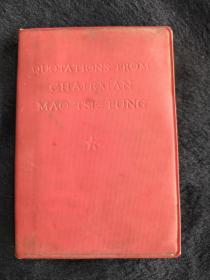 QUOTATIONS FROM
CHAIRMAN
MAO TSE-TUNG